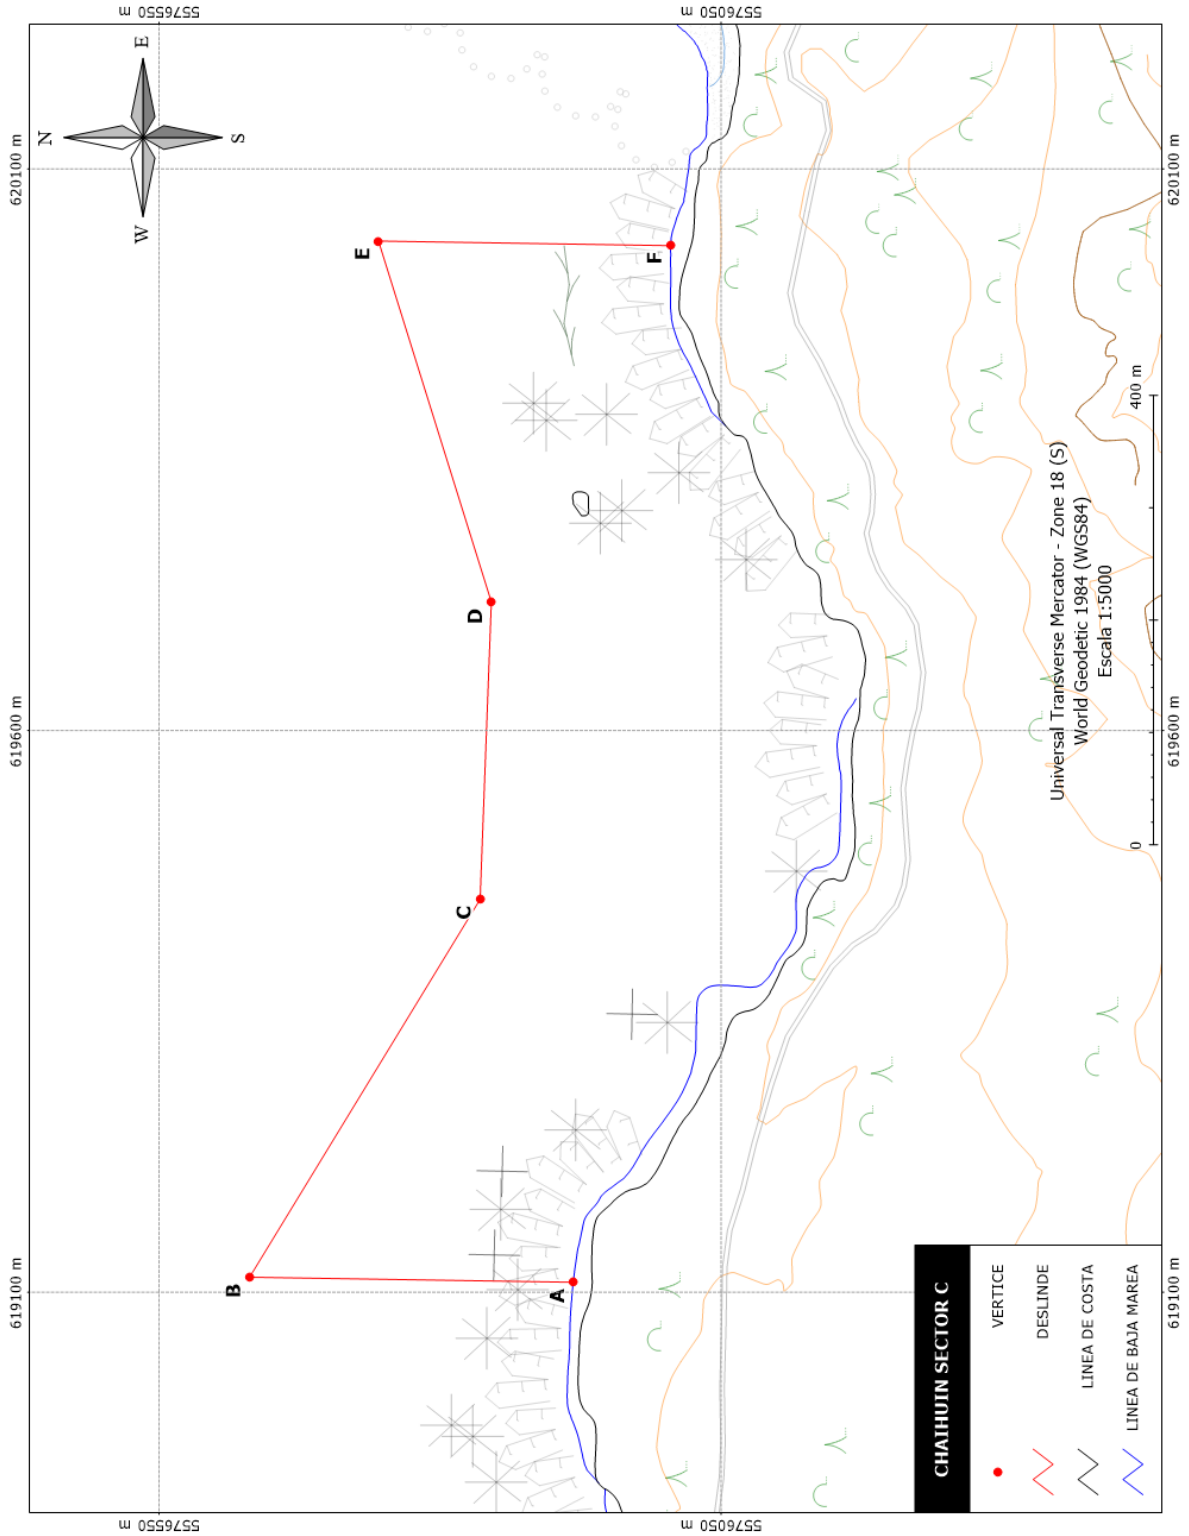 5576550 m
5576050 m
N
E
W
S
620100 m
620100 m
E
F
400 m
Universal Transverse Mercator - Zone 18 (S)
World Geodetic 1984 (WGS84)
Escala 1:5000
0
D
619600 m
619600 m
C
B
A
619100 m
619100 m
CHAIHUIN SECTOR C
VERTICE
DESLINDE
LINEA DE COSTA
LINEA DE BAJA MAREA
5576550 m
5576050 m